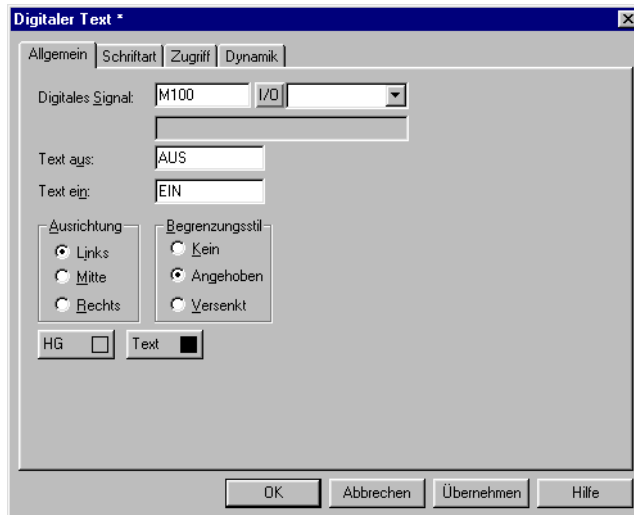 Digitaler Text *
Allgemein Schriftart Zugriff Dynamik
Digitales Signal: M100 I/O
Text aus: AUS
Text ein: EIN
Ausrichtung Begrenzungsstil
Links Kein
Mitte Angehoben
Rechts Versenkt
HG Text
OK Abbrechen Übernehmen Hilfe